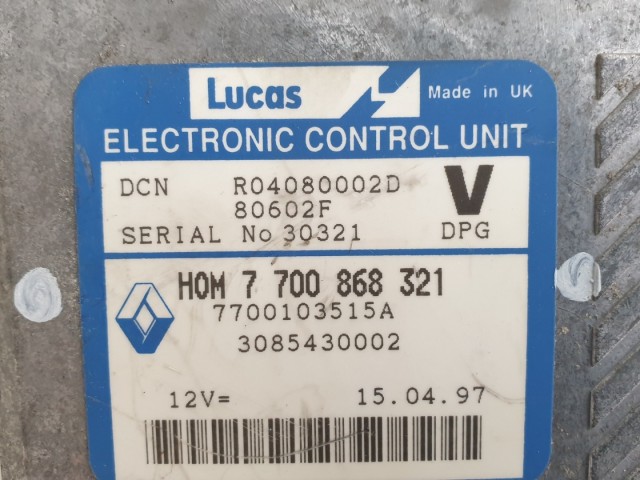 Lucas Made in UK
ELECTRONIC CONTROL UNIT
DCN R04080002D V
80602F
SERIAL No 30321 DPG
HOM 7 700 868 321
7700103515A
3085430002
12V= 15.04.97